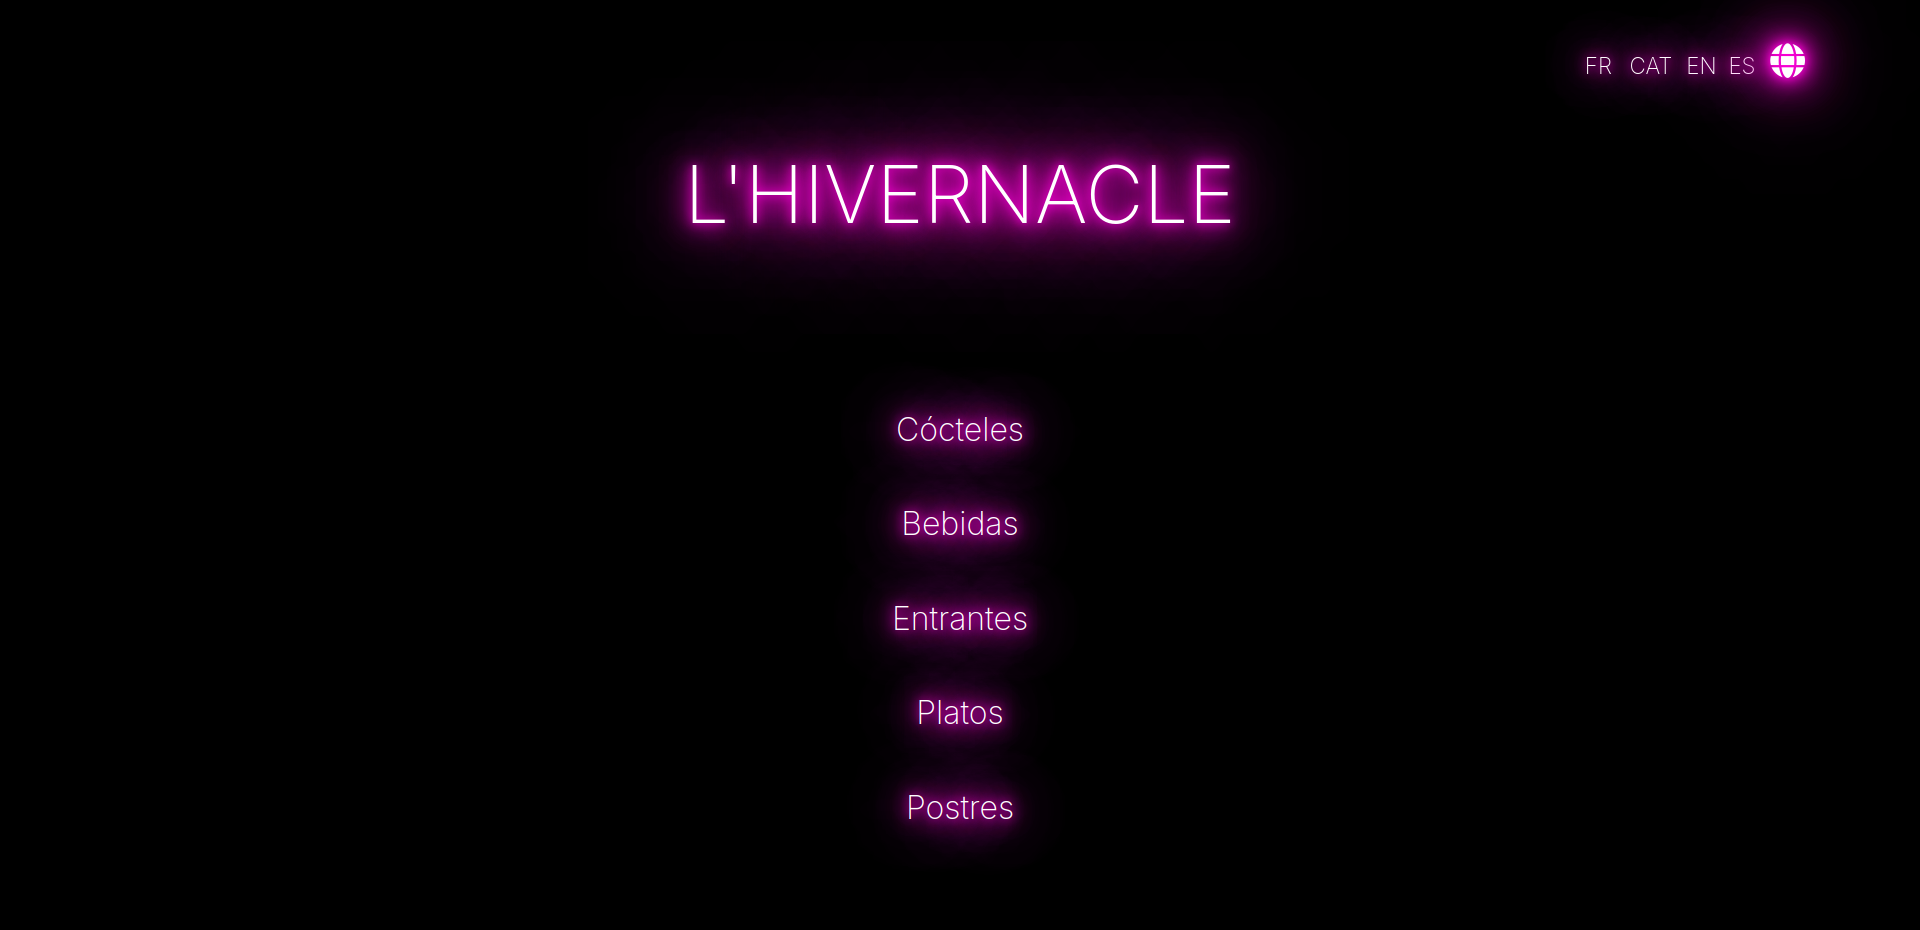 FR CAT EN ES
L'HIVERNACLE
Cócteles
Bebidas
Entrantes
Platos
Postres